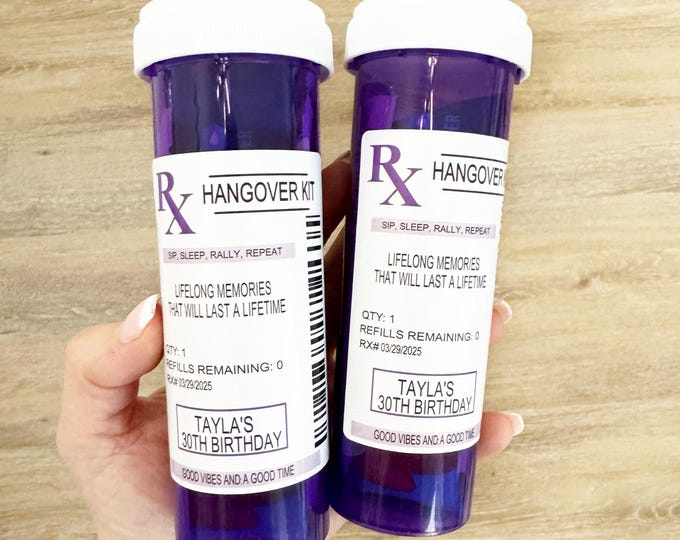 Rx HANGOVER KIT
SIP, SLEEP, RALLY, REPEAT
LIFELONG MEMORIES
THAT WILL LAST A LIFETIME
QTY: 1
REFILLS REMAINING: 0
RX# 03/29/2025
TAYLA'S
30TH BIRTHDAY
GOOD VIBES AND A GOOD TIME
Rx HANGOVER
SIP, SLEEP, RALLY, REPEAT
LIFELONG MEMORIES
THAT WILL LAST A LIFETIME
QTY: 1
REFILLS REMAINING: 0
RX# 03/29/2025
TAYLA'S
30TH BIRTHDAY
GOOD VIBES AND A GOOD TIME